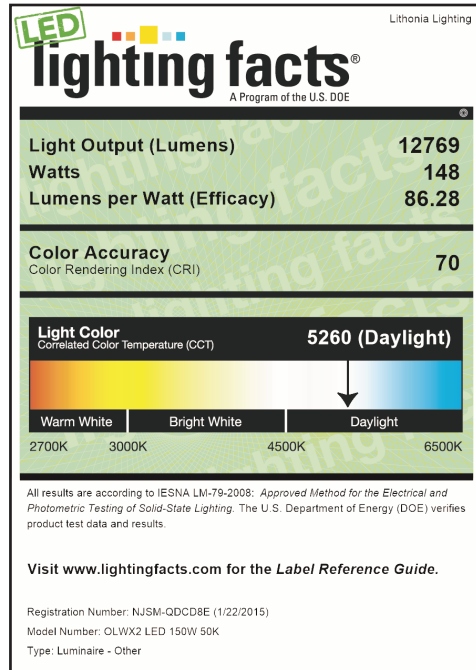 Lithonia Lighting
LED
lighting facts®
A Program of the U.S. DOE
Light Output (Lumens) 12769
Watts 148
Lumens per Watt (Efficacy) 86.28
Color Accuracy
Color Rendering Index (CRI) 70
Light Color
Correlated Color Temperature (CCT) 5260 (Daylight)
Warm White Bright White Daylight
2700K 3000K 4500K 6500K
All results are according to IESNA LM-79-2008: Approved Method for the Electrical and
Photometric Testing of Solid-State Lighting. The U.S. Department of Energy (DOE) verifies
product test data and results.
Visit www.lightingfacts.com for the Label Reference Guide.
Registration Number: NJSM-QDCD8E (1/22/2015)
Model Number: OLWX2 LED 150W 50K
Type: Luminaire - Other